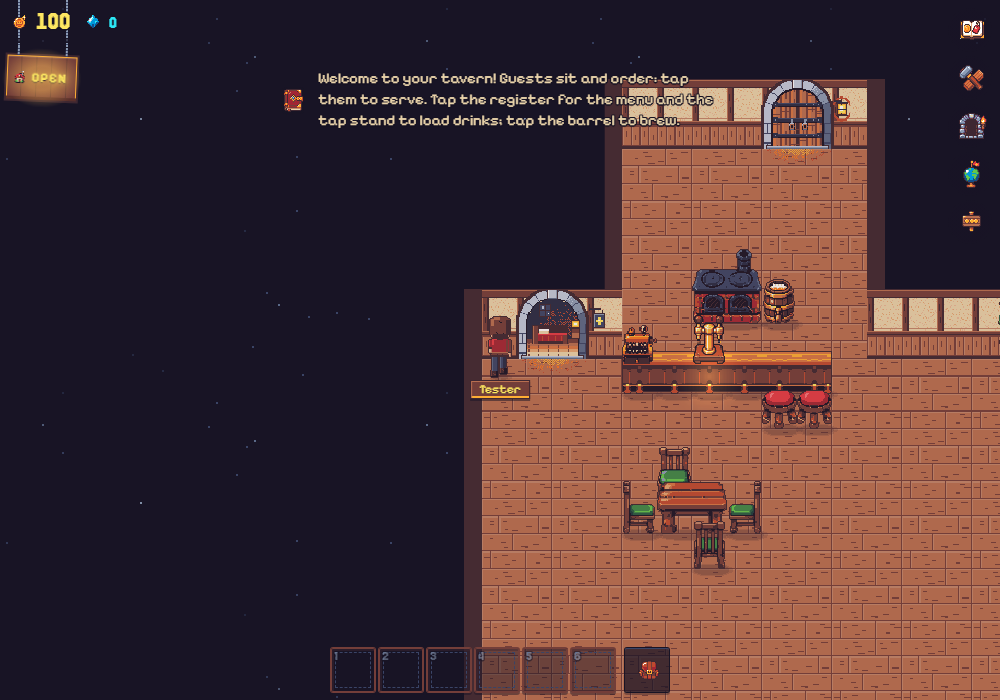 100
0
OPEN
Welcome to your tavern! Guests sit and order; tap
them to serve. Tap the register for the menu and the
tap stand to load drinks; tap the barrel to brew.
Tester
1 2 3 4 5 6